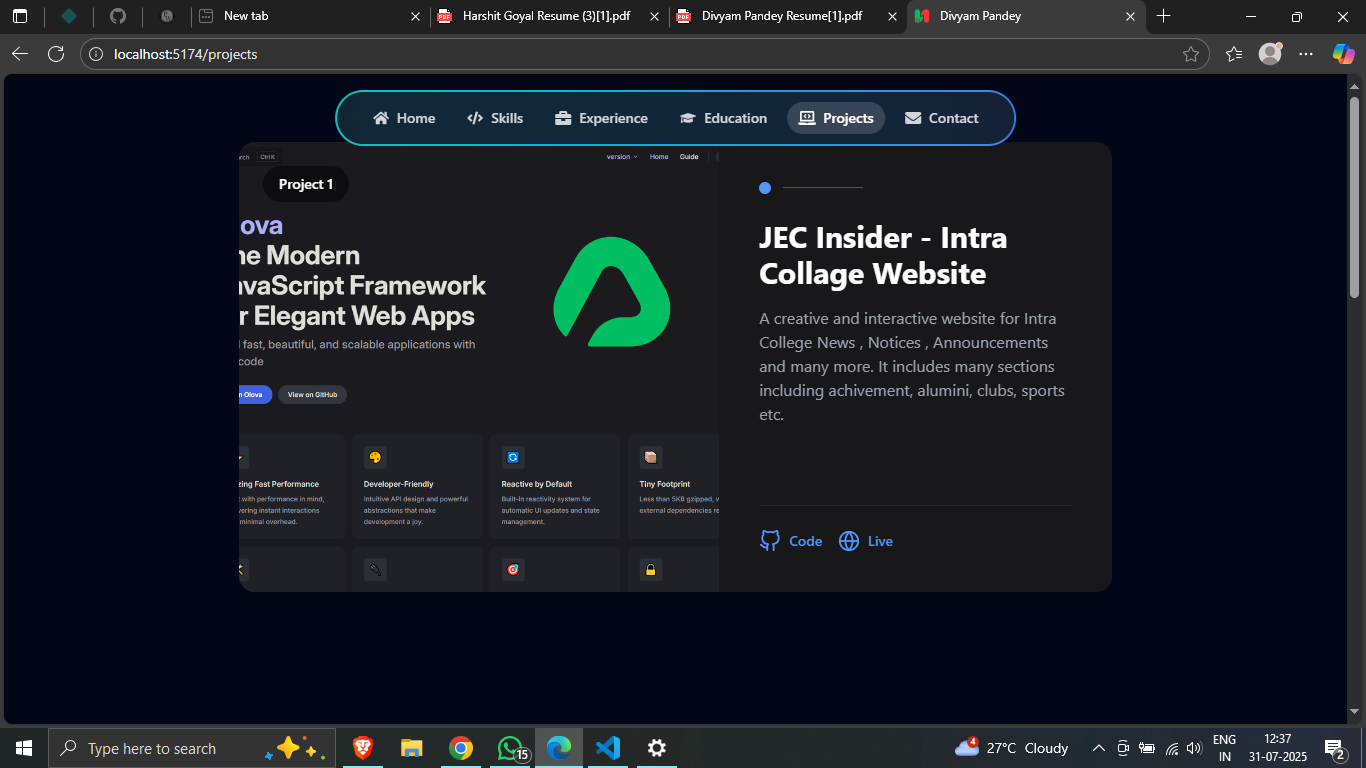 New tab
Harshit Goyal Resume (3)[1].pdf
Divyam Pandey Resume[1].pdf
Divyam Pandey
localhost:5174/projects
Home
Skills
Experience
Education
Projects
Contact
arch
Ctrl K
version
Home
Guide
Project 1
lova
he Modern
avaScript Framework
r Elegant Web Apps
fast, beautiful, and scalable applications with
code
n Olova
View on GitHub
zing Fast Performance
t with performance in mind,
vering instant interactions
minimal overhead.
Developer-Friendly
Intuitive API design and powerful
abstractions that make
development a joy.
Reactive by Default
Built-in reactivity system for
automatic UI updates and state
management.
Tiny Footprint
Less than 5KB gzipped, w
external dependencies re
JEC Insider - Intra
Collage Website
A creative and interactive website for Intra
College News , Notices , Announcements
and many more. It includes many sections
including achivement, alumini, clubs, sports
etc.
Code
Live
Type here to search
15
4
27°C Cloudy
ENG
IN
12:37
31-07-2025
2